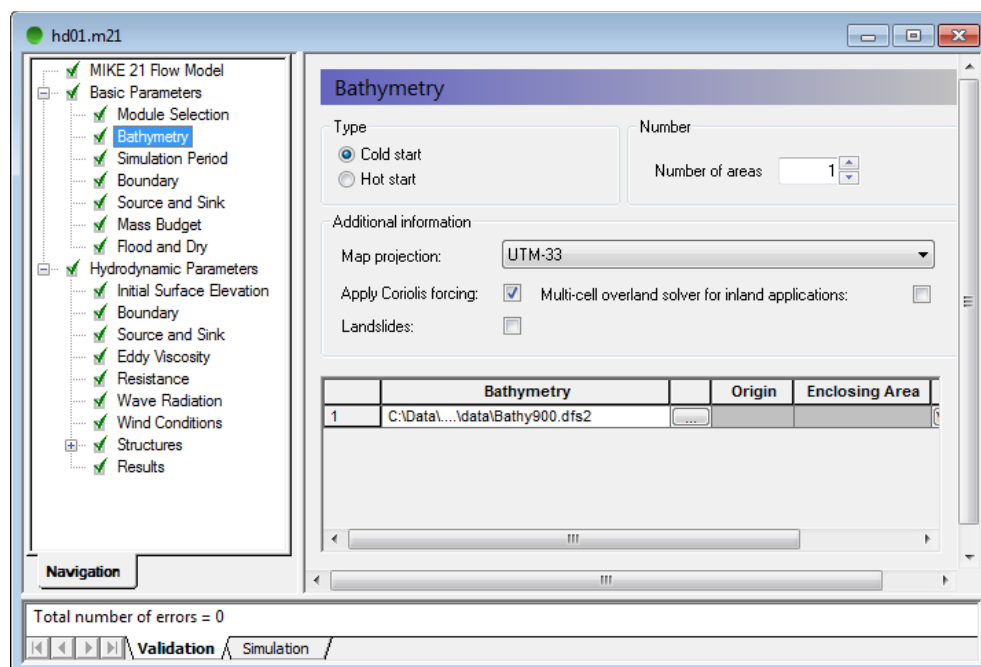 hd01.m21
MIKE 21 Flow Model
Basic Parameters
Module Selection
Bathymetry
Simulation Period
Boundary
Source and Sink
Mass Budget
Flood and Dry
Hydrodynamic Parameters
Initial Surface Elevation
Boundary
Source and Sink
Eddy Viscosity
Resistance
Wave Radiation
Wind Conditions
Structures
Results
Navigation
Bathymetry
Type
Cold start
Hot start
Number
Number of areas 1
Additional information
Map projection: UTM-33
Apply Coriolis forcing: Multi-cell overland solver for inland applications:
Landslides:
Bathymetry Origin Enclosing Area
1 C:\Data\....\data\Bathy900.dfs2 ...
Total number of errors = 0
Validation Simulation